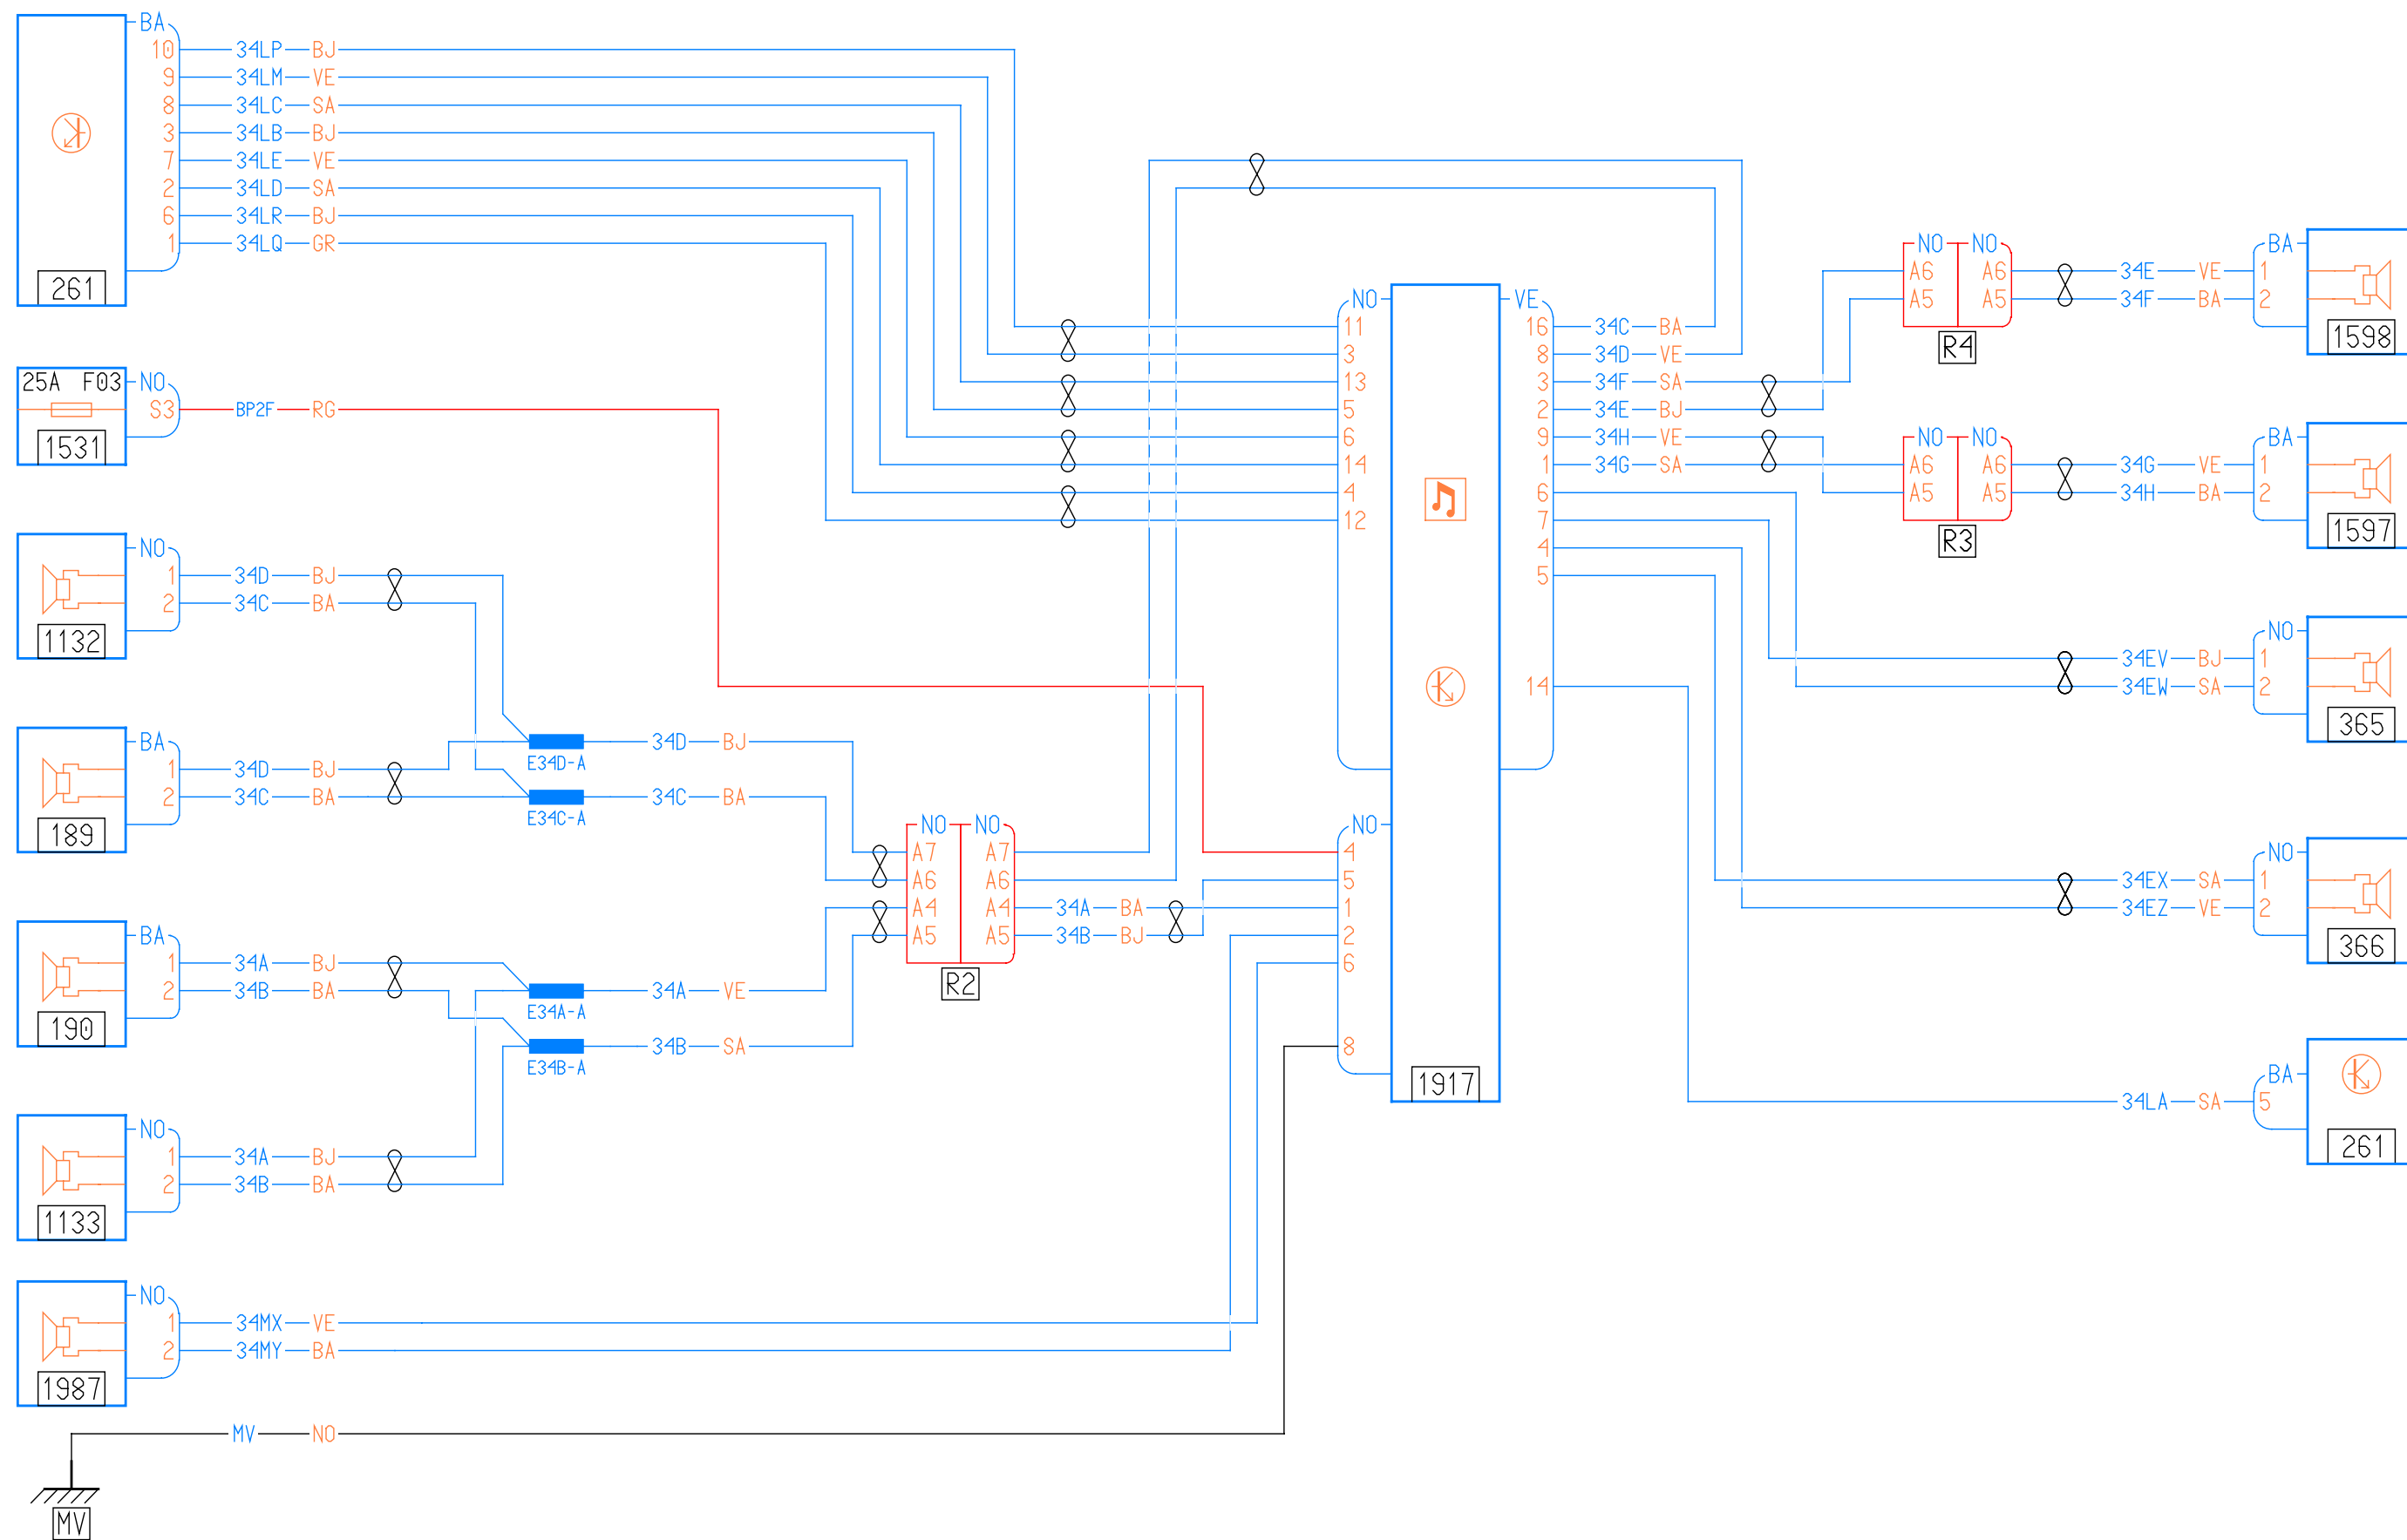 BA
10 34LP BJ
9 34LM VE
8 34LC SA
3 34LB BJ
7 34LE VE
2 34LD SA
6 34LR BJ
1 34LQ GR
261
25A F03 NO
S3 BP2F RG
1531
NO
1 34D BJ
2 34C BA
1132
BA
1 34D BJ
2 34C BA
189
BA
1 34A BJ
2 34B BA
190
NO
1 34A BJ
2 34B BA
1133
NO
1 34MX VE
2 34MY BA
1987
MV NO
MV
E34D-A 34D BJ
E34C-A 34C BA
E34A-A 34A VE
E34B-A 34B SA
NO NO
A7 A7
A6 A6
A4 A4 34A BA
A5 A5 34B BJ
R2
NO
11
3
13
5
6
14
4
12
NO
4
5
1
2
6
8
1917
VE
16 34C BA
8 34D VE
3 34F SA
2 34E BJ
9 34H VE
1 34G SA
6
7
4
5
14
NO NO
A6 A6
A5 A5
R4
NO NO
A6 A6
A5 A5
R3
BA
34E VE 1
34F BA 2
1598
BA
34G VE 1
34H BA 2
1597
NO
34EV BJ 1
34EW SA 2
365
NO
34EX SA 1
34EZ VE 2
366
BA
34LA SA 5
261